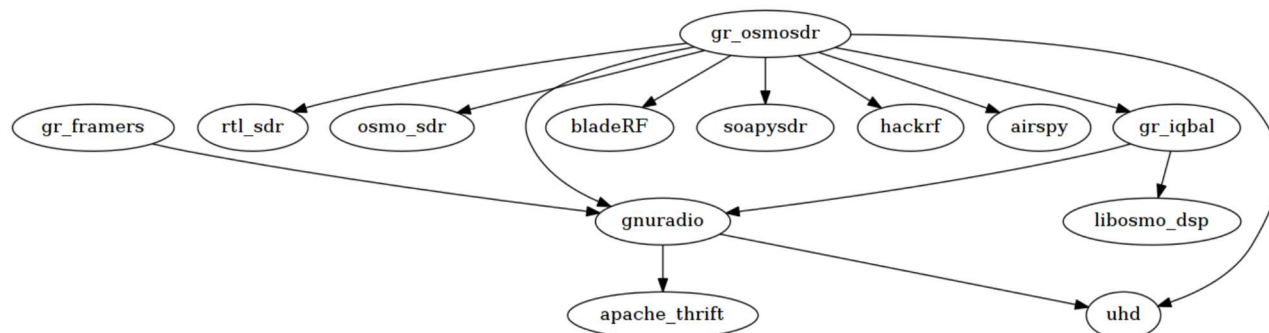 gr_osmosdr
gr_framers
rtl_sdr
osmo_sdr
bladeRF
soapysdr
hackrf
airspy
gr_iqbal
gnuradio
libosmo_dsp
apache_thrift
uhd